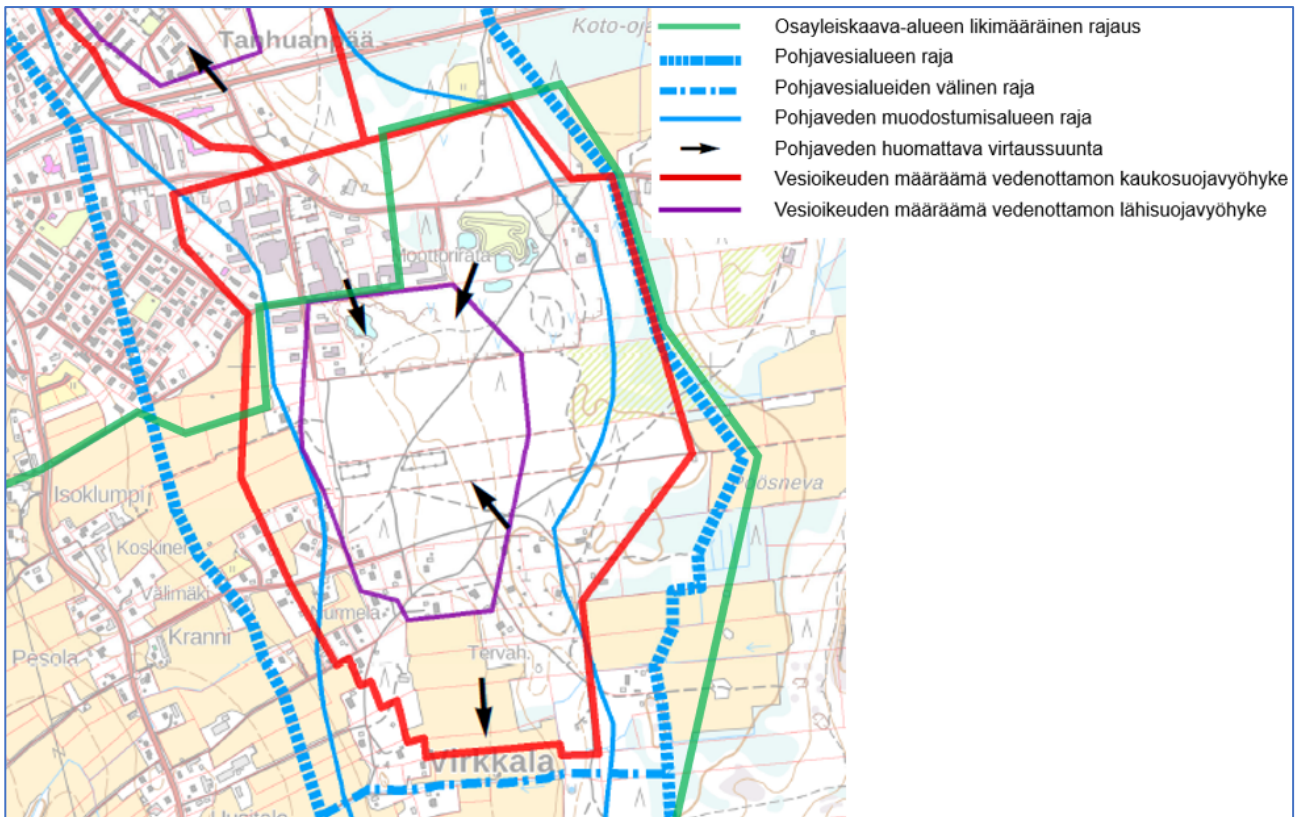 Tanhuanpää
Koto-oja
Osayleiskaava-alueen likimääräinen rajaus
Pohjavesialueen raja
Pohjavesialueiden välinen raja
Pohjaveden muodostumisalueen raja
Pohjaveden huomattava virtaussuunta
Vesioikeuden määräämä vedenottamon kaukosuojavyöhyke
Vesioikeuden määräämä vedenottamon lähisuojavyöhyke
Moottorirata
Isoklumpi
Koskinen
Välimäki
Kranni
Pesola
Nurmela
Tervah.
Virkkala